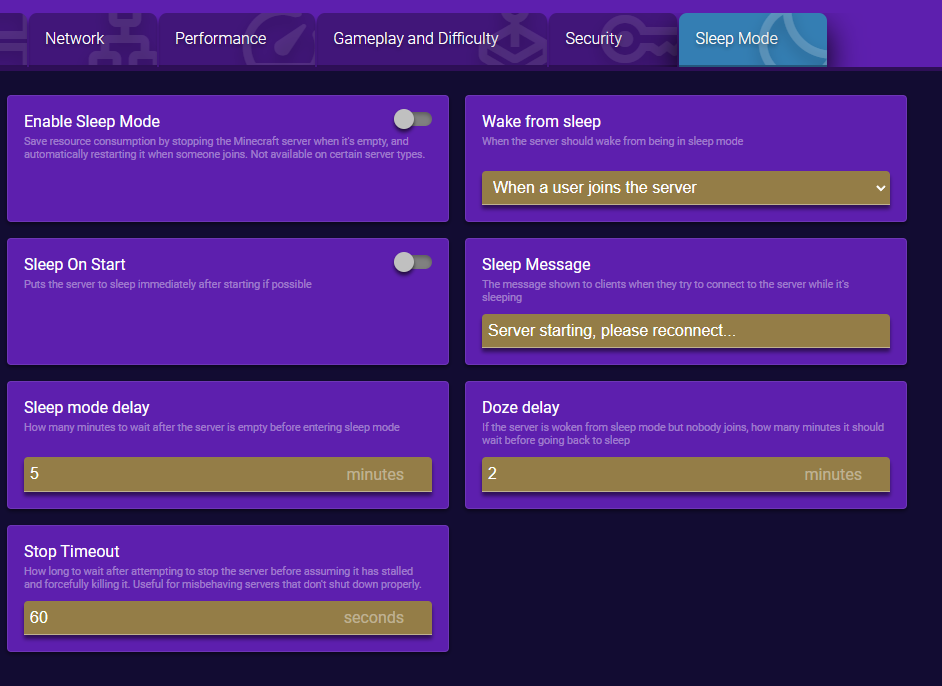 Network
Performance
Gameplay and Difficulty
Security
Sleep Mode
Enable Sleep Mode
Save resource consumption by stopping the Minecraft server when it's empty, and
automatically restarting it when someone joins. Not available on certain server types.
Wake from sleep
When the server should wake from being in sleep mode
When a user joins the server
Sleep On Start
Puts the server to sleep immediately after starting if possible
Sleep Message
The message shown to clients when they try to connect to the server while it's
sleeping
Server starting, please reconnect...
Sleep mode delay
How many minutes to wait after the server is empty before entering sleep mode
5 minutes
Doze delay
If the server is woken from sleep mode but nobody joins, how many minutes it should
wait before going back to sleep
2 minutes
Stop Timeout
How long to wait after attempting to stop the server before assuming it has stalled
and forcefully killing it. Useful for misbehaving servers that don't shut down properly.
60 seconds